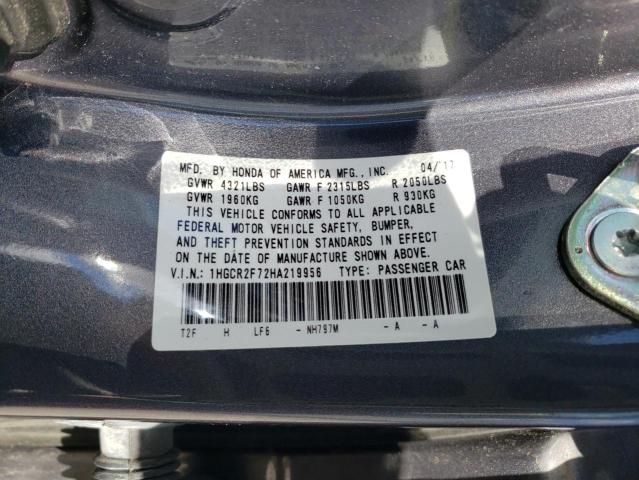 MFD. BY HONDA OF AMERICA MFG., INC. 04/17
GVWR 4321LBS GAWR F 2315LBS R 2050LBS
GVWR 1960KG GAWR F 1050KG R 930KG
THIS VEHICLE CONFORMS TO ALL APPLICABLE
FEDERAL MOTOR VEHICLE SAFETY, BUMPER,
AND THEFT PREVENTION STANDARDS IN EFFECT
ON THE DATE OF MANUFACTURE SHOWN ABOVE.
V.I.N.: 1HGCR2F72HA219956 TYPE: PASSENGER CAR
T2F H LF6 - NH797M - A - A